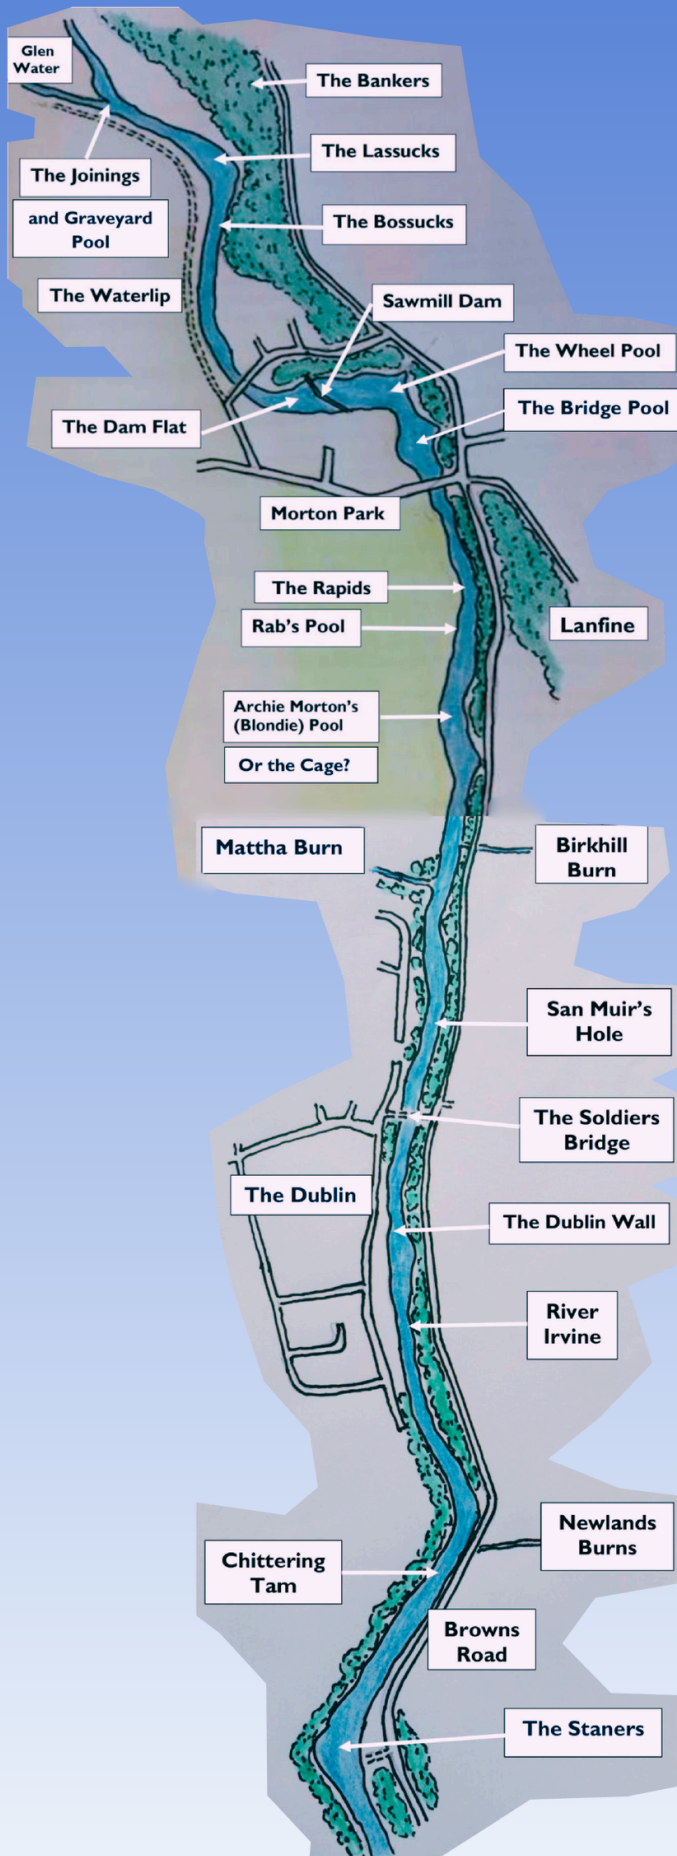 Glen
Water
The Bankers
The Lassucks
The Joinings
and Graveyard
Pool
The Bossucks
The Waterlip
Sawmill Dam
The Wheel Pool
The Bridge Pool
The Dam Flat
Morton Park
The Rapids
Rab's Pool
Lanfine
Archie Morton's
(Blondie) Pool
Or the Cage?
Mattha Burn
Birkhill
Burn
San Muir's
Hole
The Soldiers
Bridge
The Dublin
The Dublin Wall
River
Irvine
Newlands
Burns
Chittering
Tam
Browns
Road
The Staners